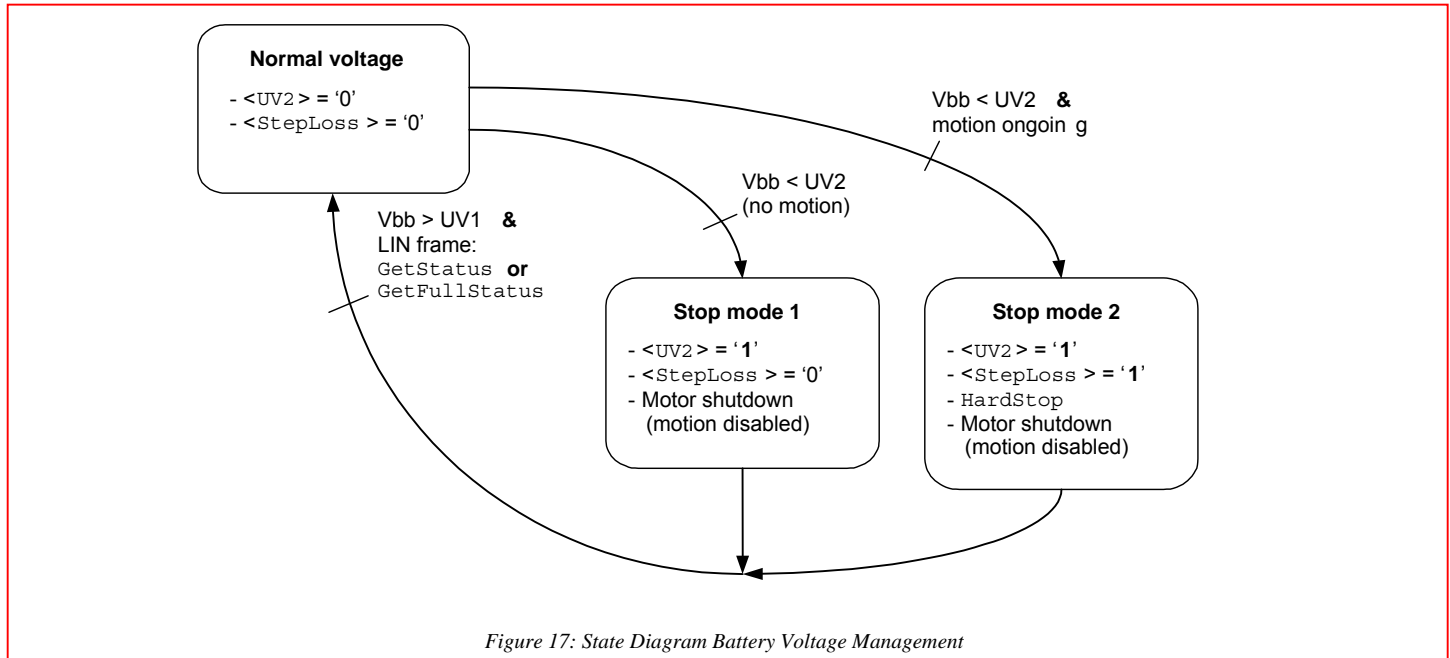 Normal voltage
- <UV2> = ‘0’
- <StepLoss > = ‘0’
Vbb < UV2 &
motion ongoin g
Vbb < UV2
(no motion)
Vbb > UV1 &
LIN frame:
GetStatus or
GetFullStatus
Stop mode 1
- <UV2> = ‘1’
- <StepLoss > = ‘0’
- Motor shutdown
(motion disabled)
Stop mode 2
- <UV2> = ‘1’
- <StepLoss > = ‘1’
- HardStop
- Motor shutdown
(motion disabled)
Figure 17: State Diagram Battery Voltage Management